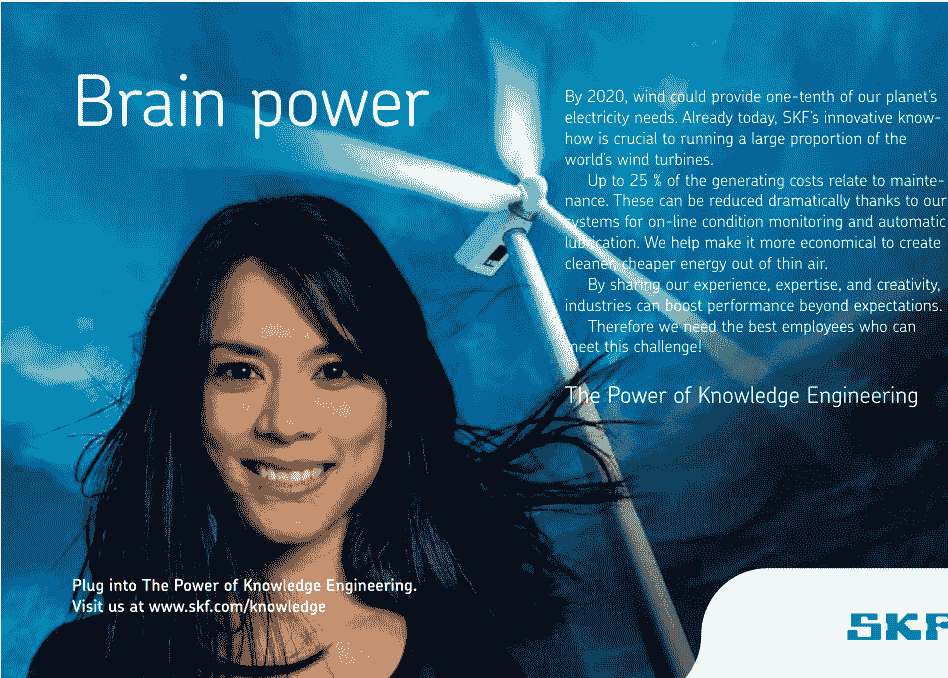 Brain power
By 2020, wind could provide one-tenth of our planet's
electricity needs. Already today, SKF's innovative know-
how is crucial to running a large proportion of the
world's wind turbines.
Up to 25 % of the generating costs relate to mainte-
nance. These can be reduced dramatically thanks to our
systems for on-line condition monitoring and automatic
lubrication. We help make it more economical to create
cleaner, cheaper energy out of thin air.
By sharing our experience, expertise, and creativity,
industries can boost performance beyond expectations.
Therefore we need the best employees who can
meet this challenge!
The Power of Knowledge Engineering
Plug into The Power of Knowledge Engineering.
Visit us at www.skf.com/knowledge
SKF